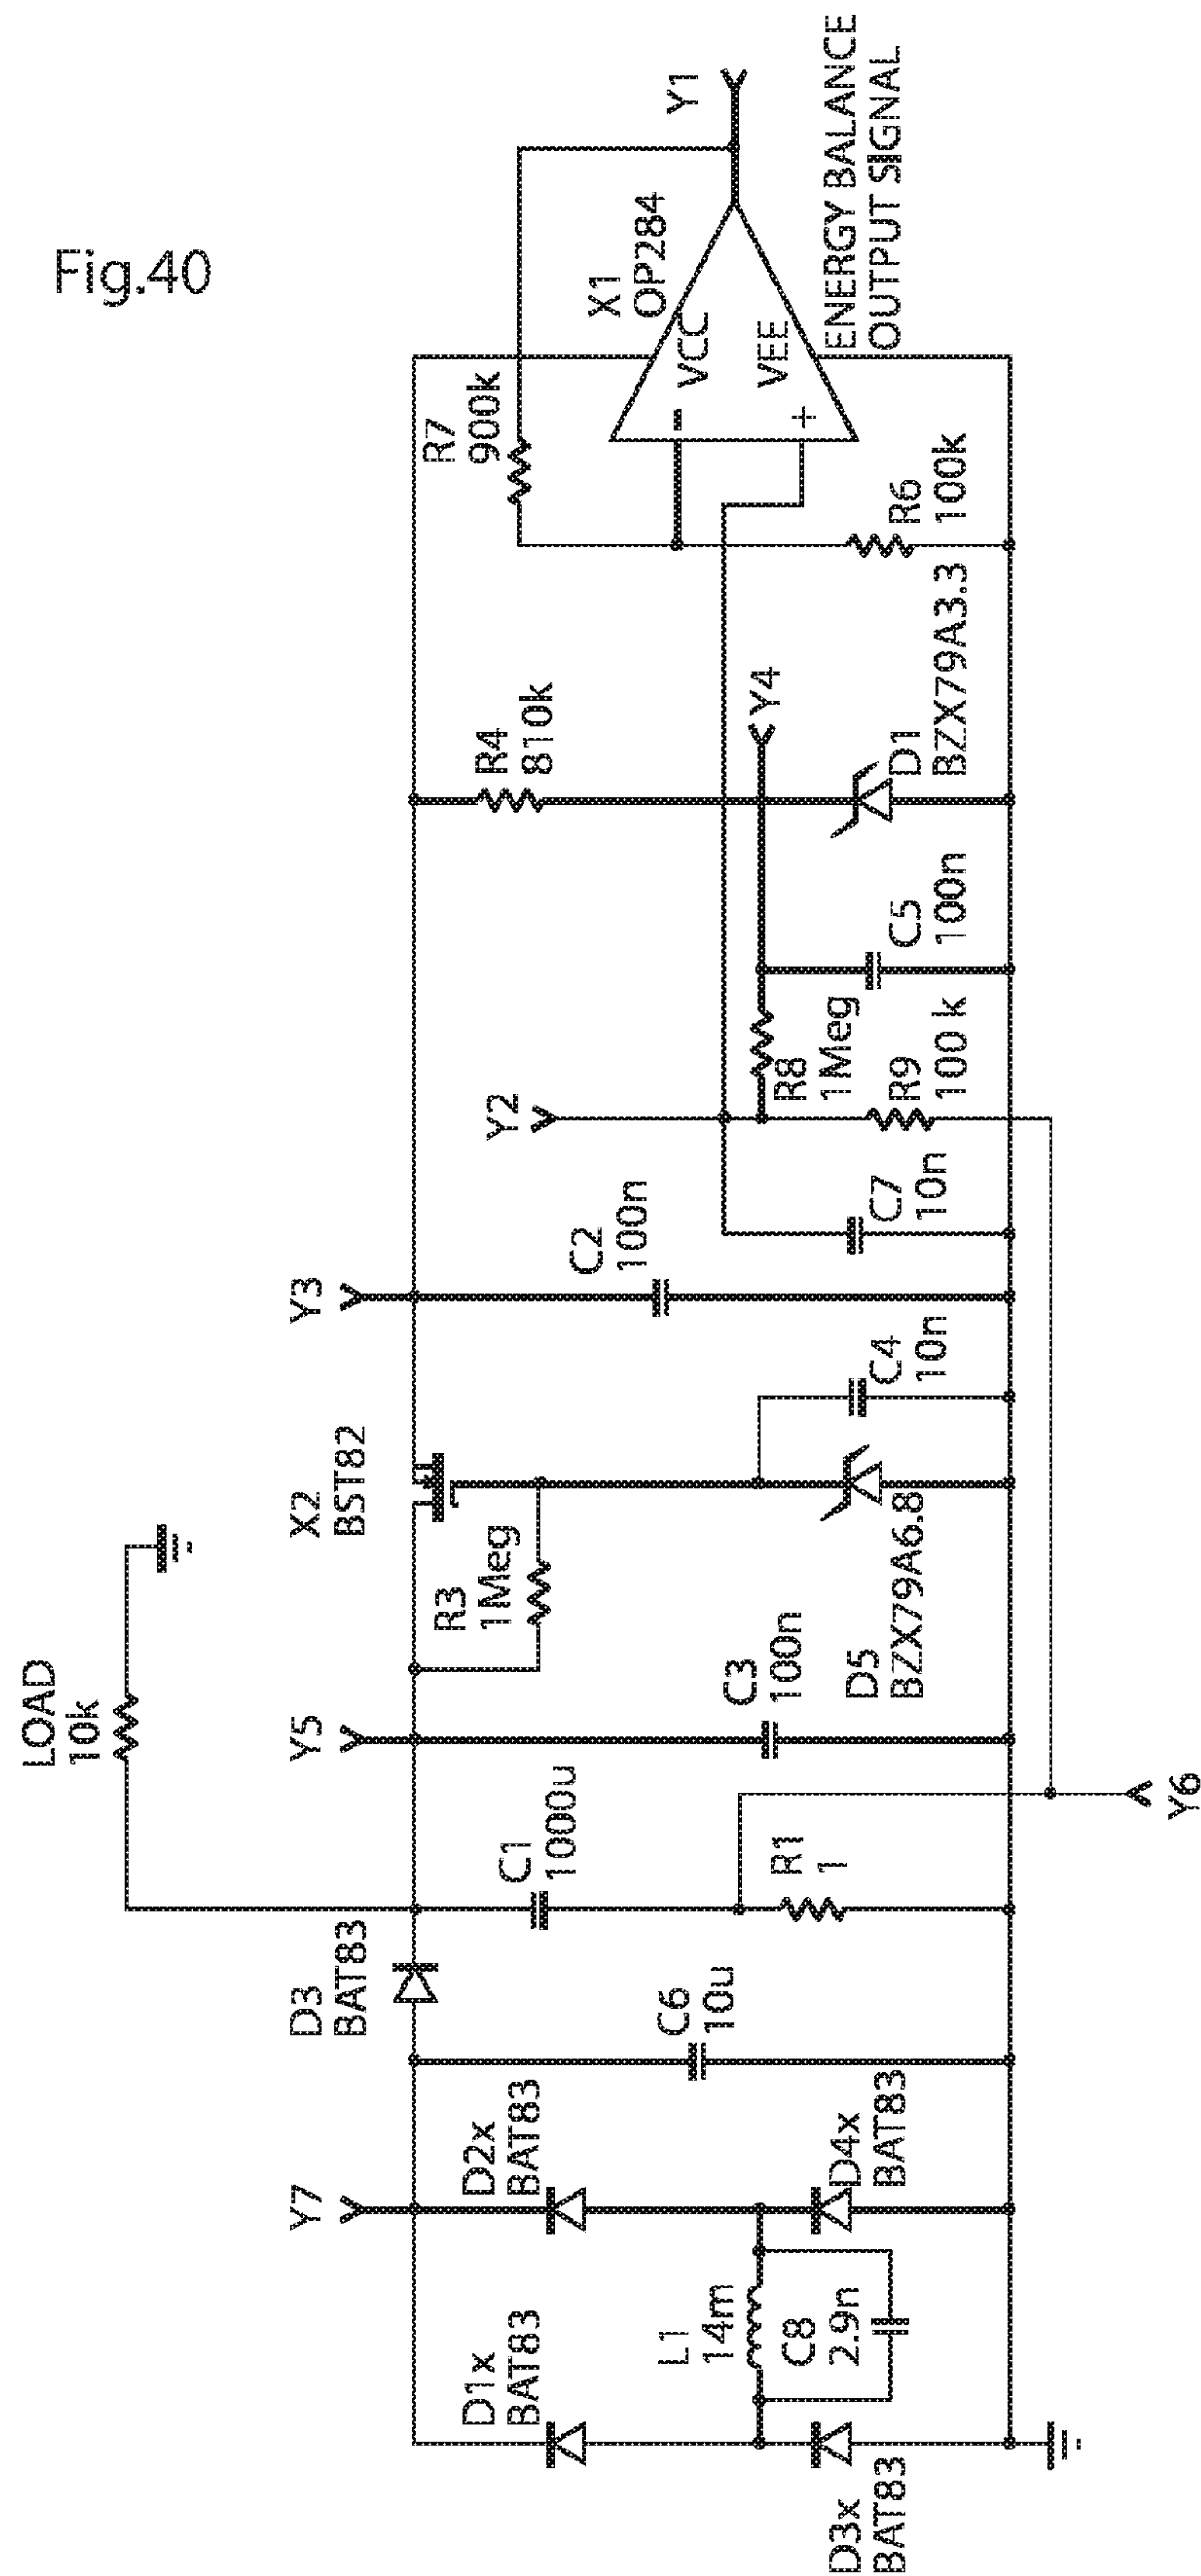 Fig.40
LOAD
10k
Y7
D3
BAT83
Y5
X2
BST82
Y3
D1x
BAT83
D2x
BAT83
C1
1000u
R3
1Meg
Y2
R4
810k
R7
900k
X1
OP284
Y1
L1
14m
C6
10u
C3
100n
C2
100n
Y4
VCC
-
VEE
+
C8
2.9n
R1
1
R8
1Meg
D3x
BAT83
D4x
BAT83
D5
BZX79A6.8
C4
10n
C7
10n
R9
100 k
C5
100n
D1
BZX79A3.3
R6
100k
ENERGY BALANCE
OUTPUT SIGNAL
Y6